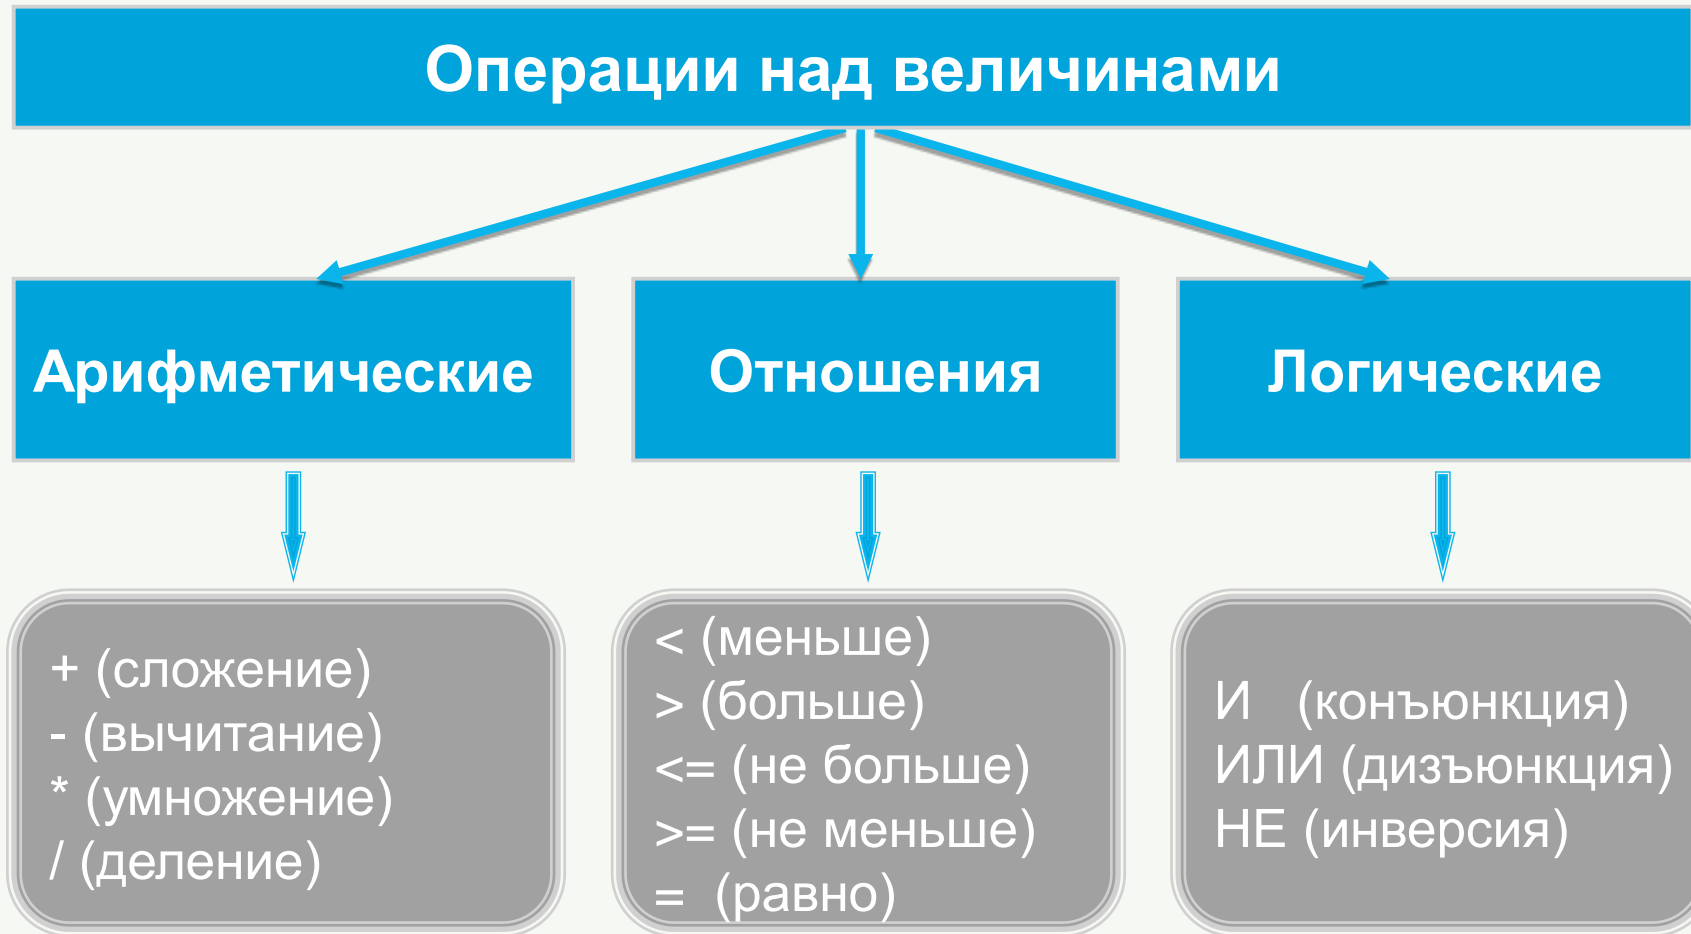 Операции над величинами
Арифметические
Отношения
Логические
+ (сложение)
- (вычитание)
* (умножение)
/ (деление)
< (меньше)
> (больше)
<= (не больше)
>= (не меньше)
= (равно)
И (конъюнкция)
ИЛИ (дизъюнкция)
НЕ (инверсия)